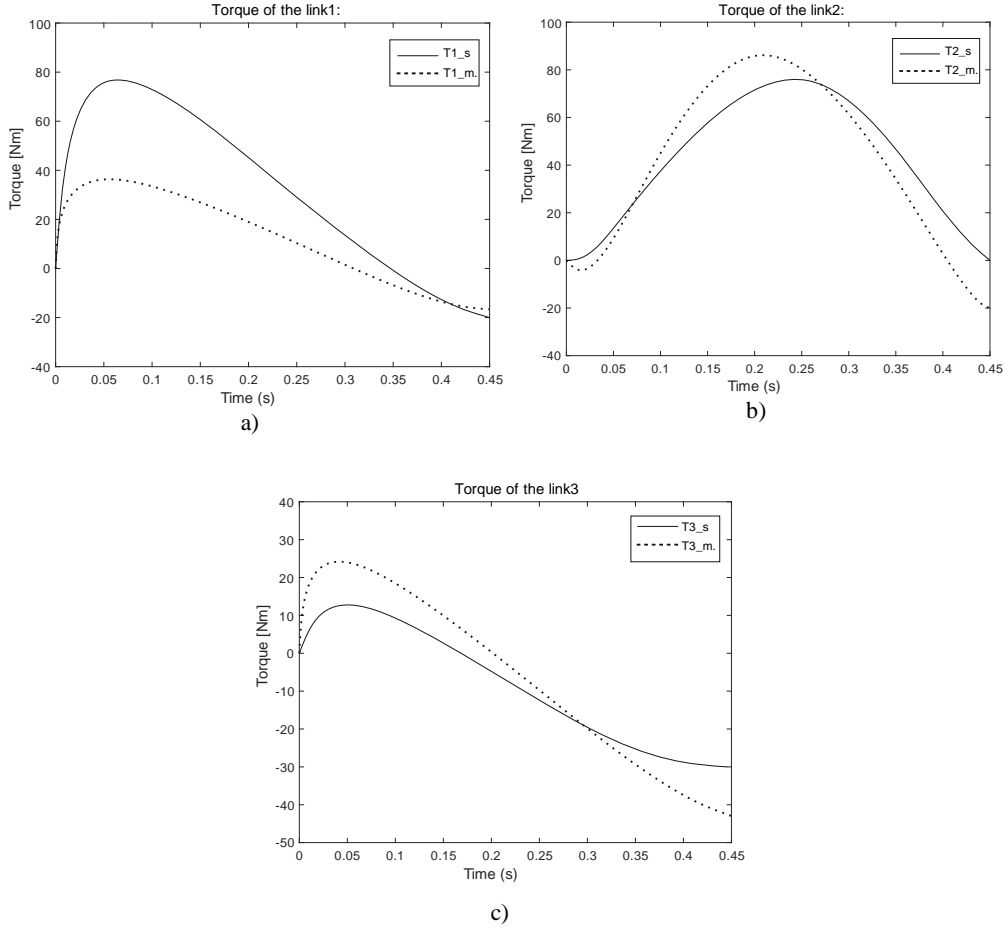 Torque of the link1:
100
80
60
40
20
0
-20
-40
Torque [Nm]
T1_s
T1_m.
0 0.05 0.1 0.15 0.2 0.25 0.3 0.35 0.4 0.45
Time (s)
a)
Torque of the link2:
100
80
60
40
20
0
-20
-40
Torque [Nm]
T2_s
T2_m.
0 0.05 0.1 0.15 0.2 0.25 0.3 0.35 0.4 0.45
Time (s)
b)
Torque of the link3
40
30
20
10
0
-10
-20
-30
-40
-50
Torque [Nm]
T3_s
T3_m.
0 0.05 0.1 0.15 0.2 0.25 0.3 0.35 0.4 0.45
Time (s)
c)